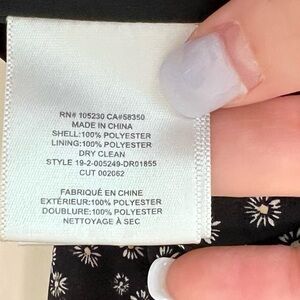 RN# 105230 CA#58350
MADE IN CHINA
SHELL:100% POLYESTER
LINING:100% POLYESTER
DRY CLEAN
STYLE 19-2-005249-DR01855
CUT 002062
FABRIQUÉ EN CHINE
EXTÉRIEUR:100% POLYESTER
DOUBLURE:100% POLYESTER
NETTOYAGE À SEC